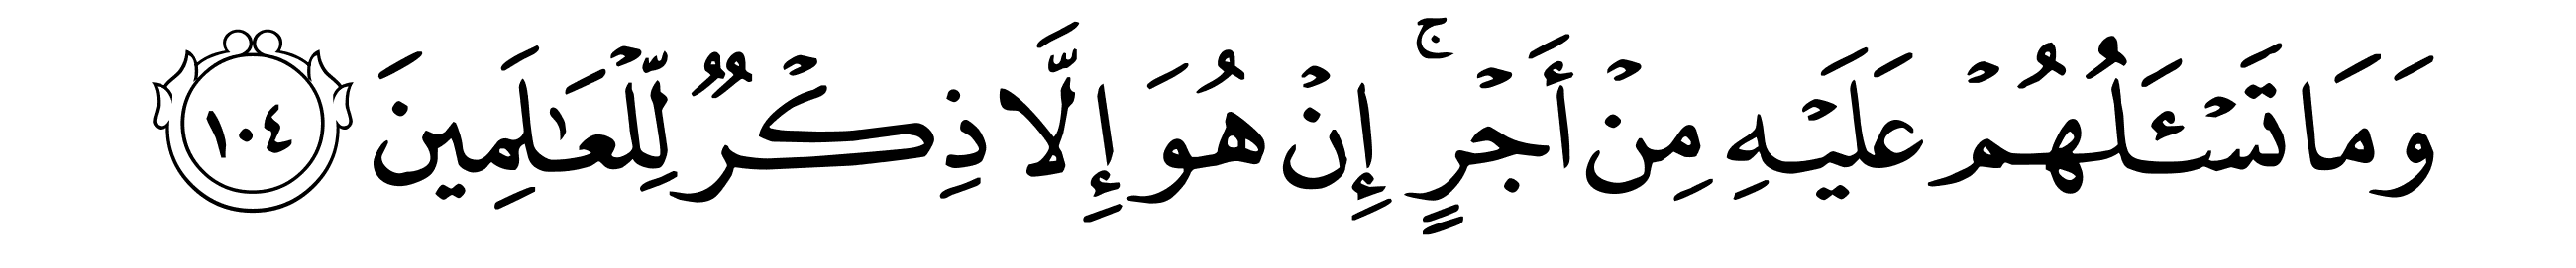 وَمَا تَسْـَٔلُهُمْ عَلَيْهِ مِنْ أَجْرٍ ۚ إِنْ هُوَ إِلَّا ذِكْرٌ لِّلْعَـٰلَمِينَ ١٠٤